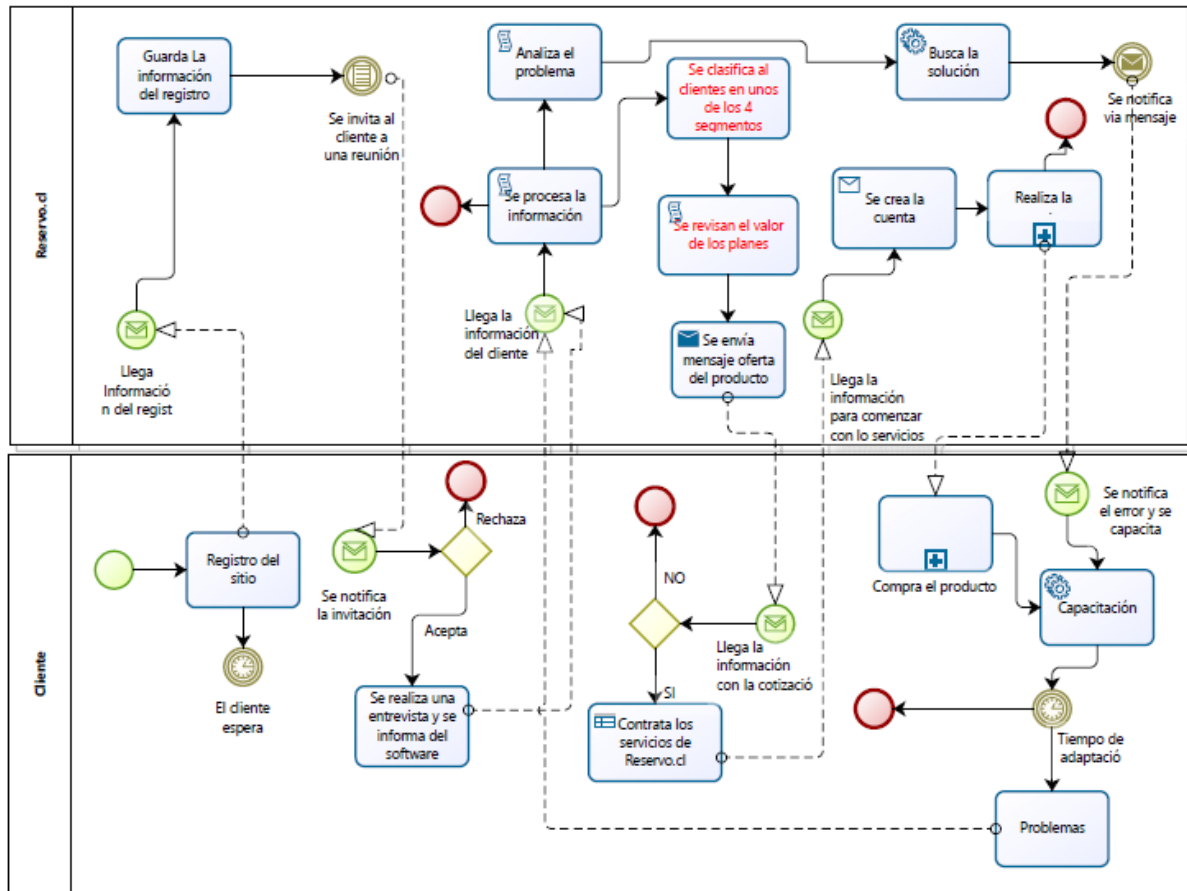 Reservo.cl
Guarda La
información
del registro
Se invita al
cliente a
una reunión
Analiza el
problema
Se clasifica al
clientes en unos
de los 4
segmentos
Busca la
solución
Se notifica
via mensaje
Se procesa la
información
Se revisan el valor
de los planes
Se crea la
cuenta
Realiza la
Llega
Informació
n del regist
Llega la
información
del cliente
Se envía
mensaje oferta
del producto
Llega la
información
para comenzar
con lo servicios
Cliente
Registro del
sitio
El cliente
espera
Se notifica
la invitación
Rechaza
Acepta
Se realiza una
entrevista y se
informa del
software
NO
SI
Llega la
información
con la cotizació
Contrata los
servicios de
Reservo.cl
Compra el producto
Se notifica
el error y se
capacita
Capacitación
Tiempo de
adaptació
Problemas